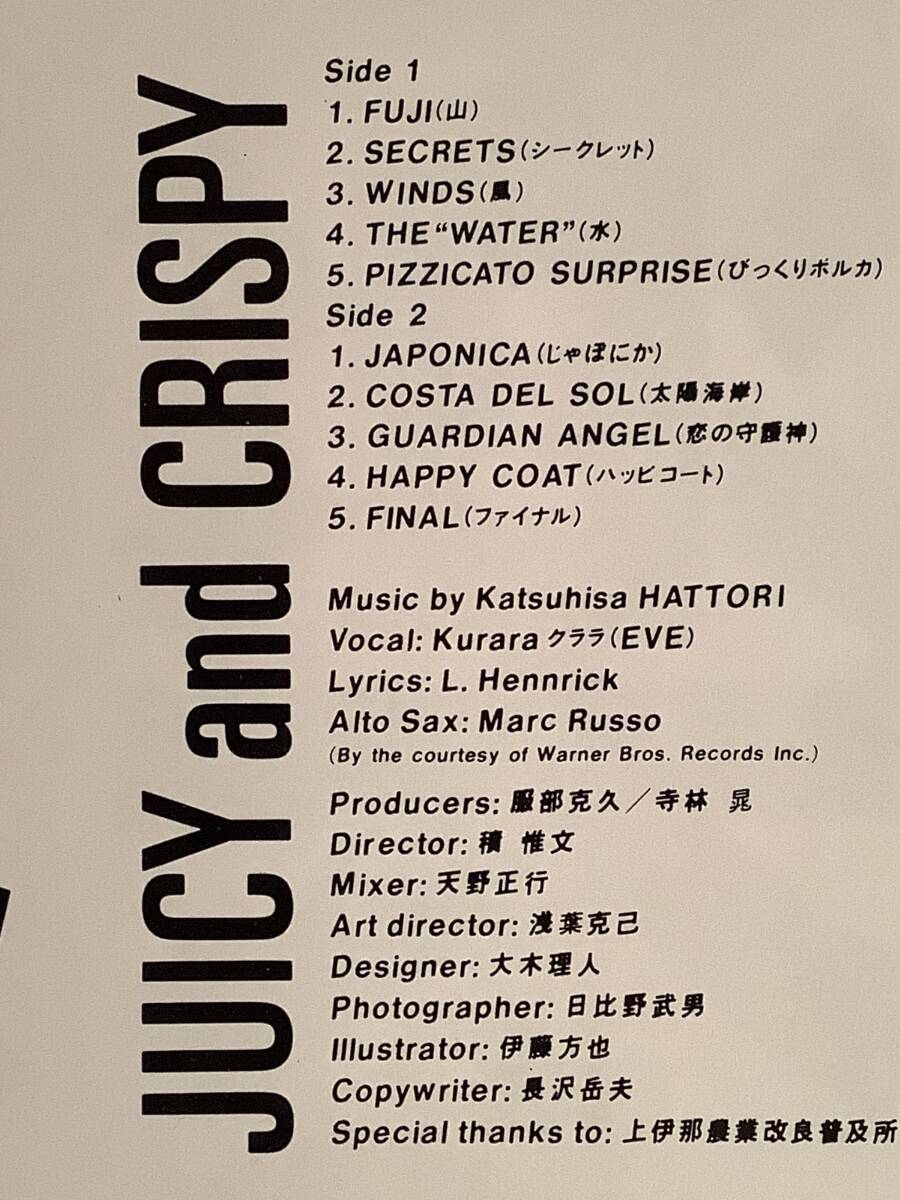 JUICY and CRISPY
Side 1
1. FUJI(山)
2. SECRETS(シークレット)
3. WINDS(風)
4. THE“WATER”(水)
5. PIZZICATO SURPRISE(びっくりポルカ)
Side 2
1. JAPONICA(じゃぽにか)
2. COSTA DEL SOL(太陽海岸)
3. GUARDIAN ANGEL(恋の守護神)
4. HAPPY COAT(ハッピコート)
5. FINAL(ファイナル)
Music by Katsuhisa HATTORI
Vocal: Kurara クララ(EVE)
Lyrics: L. Hennrick
Alto Sax: Marc Russo
(By the courtesy of Warner Bros. Records Inc.)
Producers: 服部克久／寺林 晁
Director: 積 惟文
Mixer: 天野正行
Art director: 浅葉克己
Designer: 大木理人
Photographer: 日比野武男
Illustrator: 伊藤方也
Copywriter: 長沢岳夫
Special thanks to: 上伊那農業改良普及所